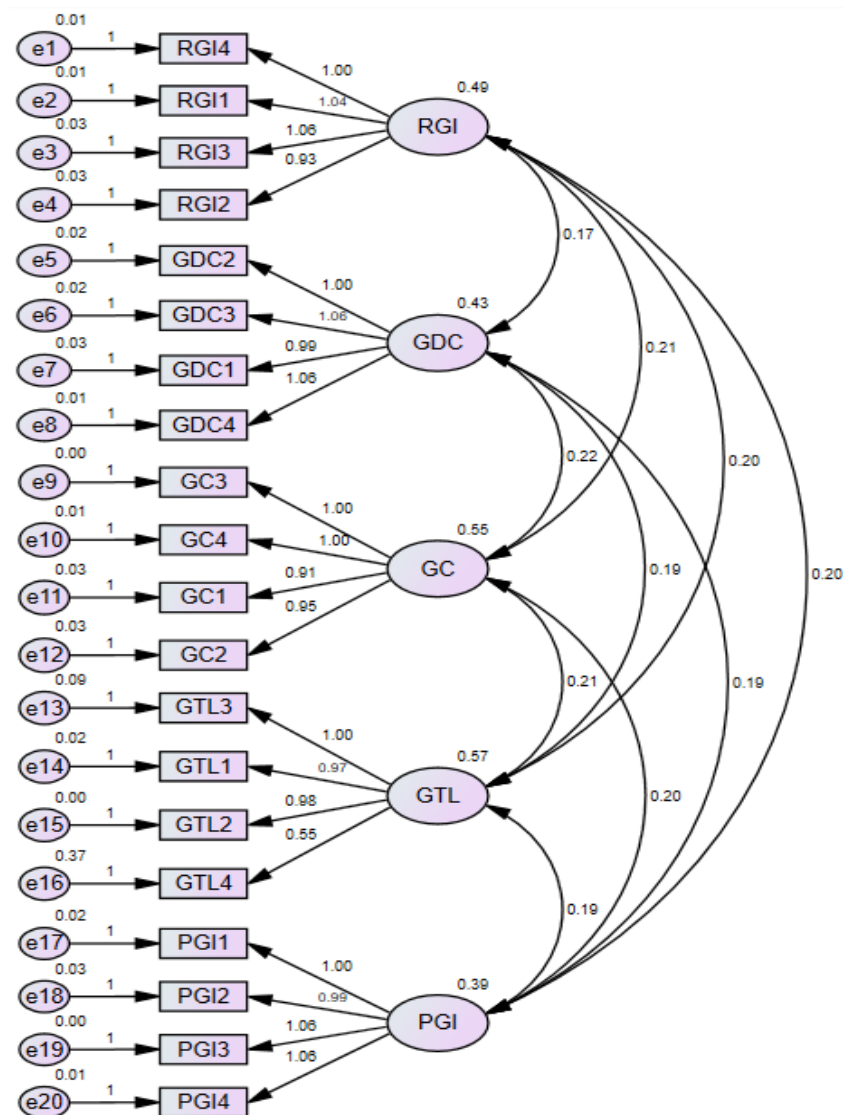 0.01
e1 1 RGI4
1.00
0.01
e2 1 RGI1
1.04
0.49
RGI
0.03
e3 1 RGI3
1.06
0.03
e4 1 RGI2
0.93
0.17
0.02
e5 1 GDC2
1.00
0.02
e6 1 GDC3
1.06
0.43
GDC
0.03
e7 1 GDC1
0.99
0.21
0.01
e8 1 GDC4
1.06
0.22
0.20
0.00
e9 1 GC3
1.00
0.01
e10 1 GC4
1.00
0.55
GC
0.19
0.20
0.03
e11 1 GC1
0.91
0.03
e12 1 GC2
0.95
0.21
0.19
0.09
e13 1 GTL3
1.00
0.02
e14 1 GTL1
0.97
0.57
GTL
0.20
0.00
e15 1 GTL2
0.98
0.37
e16 1 GTL4
0.55
0.19
0.02
e17 1 PGI1
1.00
0.03
e18 1 PGI2
0.99
0.39
PGI
0.00
e19 1 PGI3
1.06
0.01
e20 1 PGI4
1.06